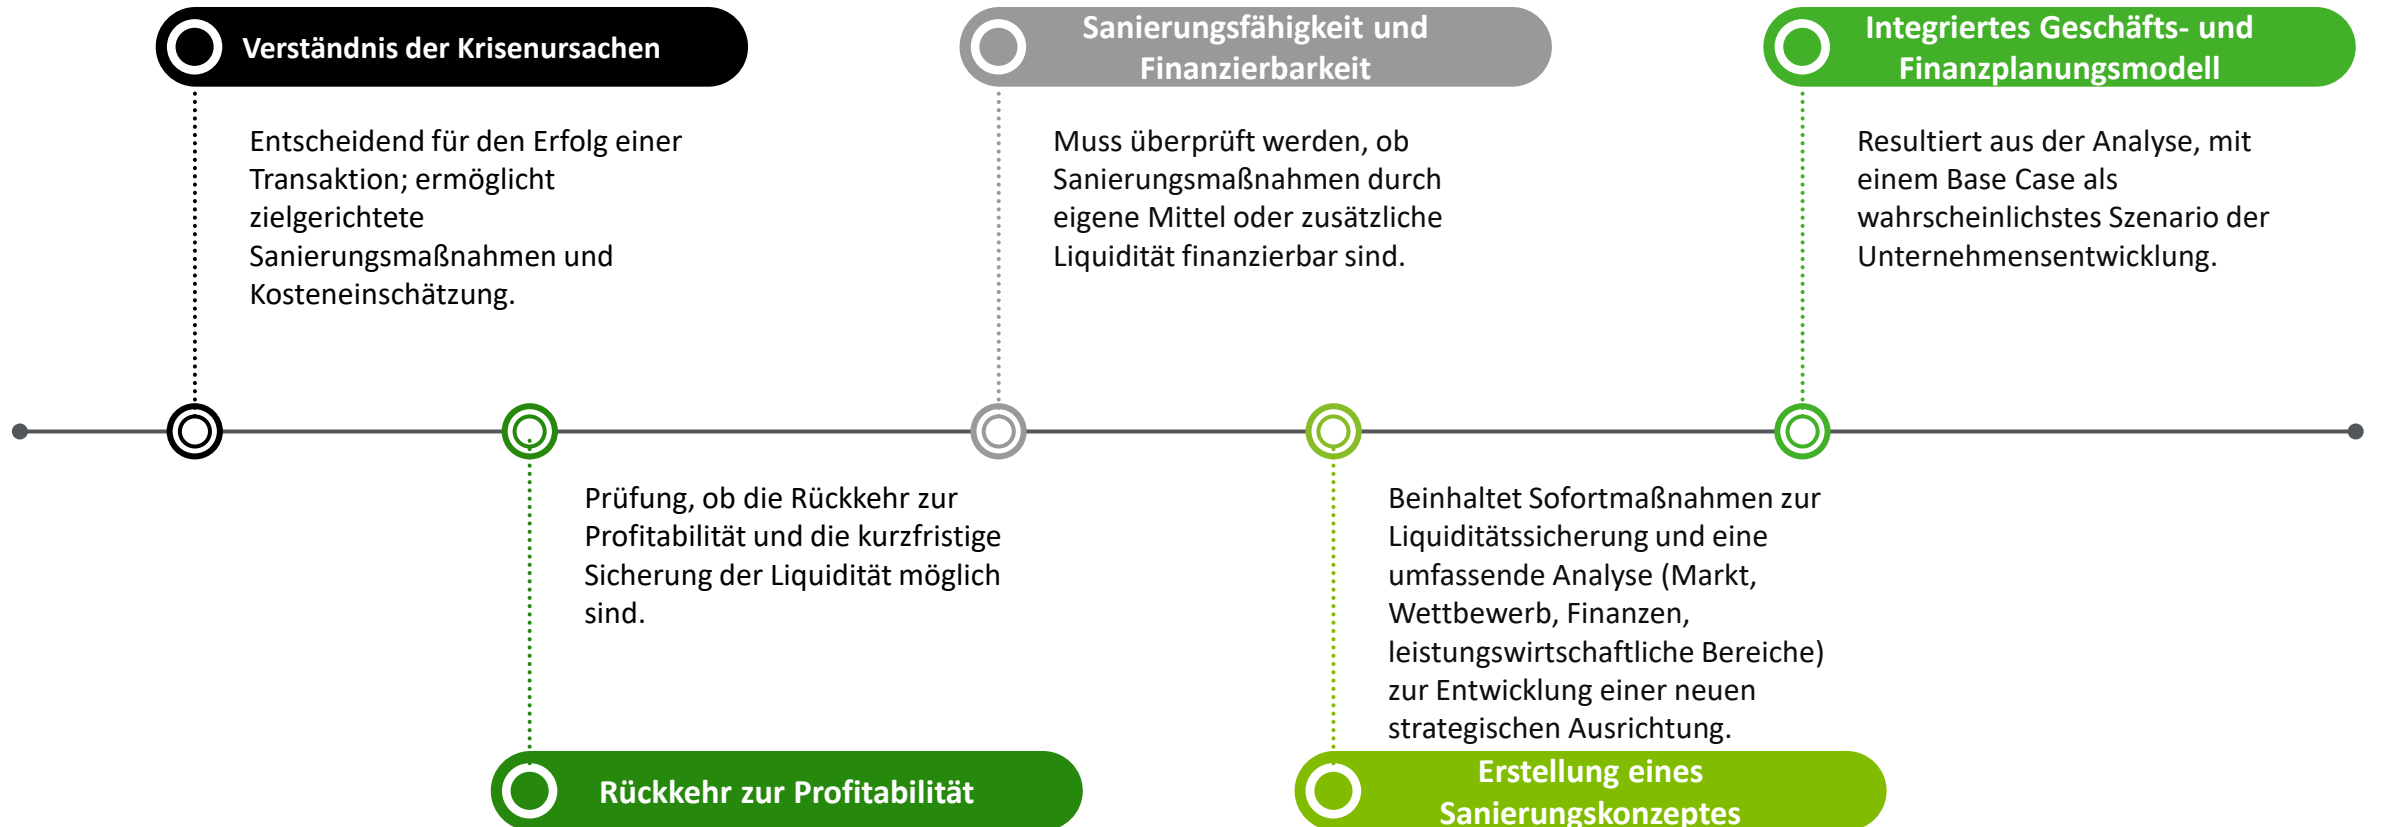 Verständnis der Krisenursachen
Entscheidend für den Erfolg einer
Transaktion; ermöglicht
zielgerichtete
Sanierungsmaßnahmen und
Kosteneinschätzung.
Prüfung, ob die Rückkehr zur
Profitabilität und die kurzfristige
Sicherung der Liquidität möglich
sind.
Rückkehr zur Profitabilität
Sanierungsfähigkeit und
Finanzierbarkeit
Muss überprüft werden, ob
Sanierungsmaßnahmen durch
eigene Mittel oder zusätzliche
Liquidität finanzierbar sind.
Beinhaltet Sofortmaßnahmen zur
Liquiditätssicherung und eine
umfassende Analyse (Markt,
Wettbewerb, Finanzen,
leistungswirtschaftliche Bereiche)
zur Entwicklung einer neuen
strategischen Ausrichtung.
Erstellung eines
Sanierungskonzeptes
Integriertes Geschäfts- und
Finanzplanungsmodell
Resultiert aus der Analyse, mit
einem Base Case als
wahrscheinlichstes Szenario der
Unternehmensentwicklung.